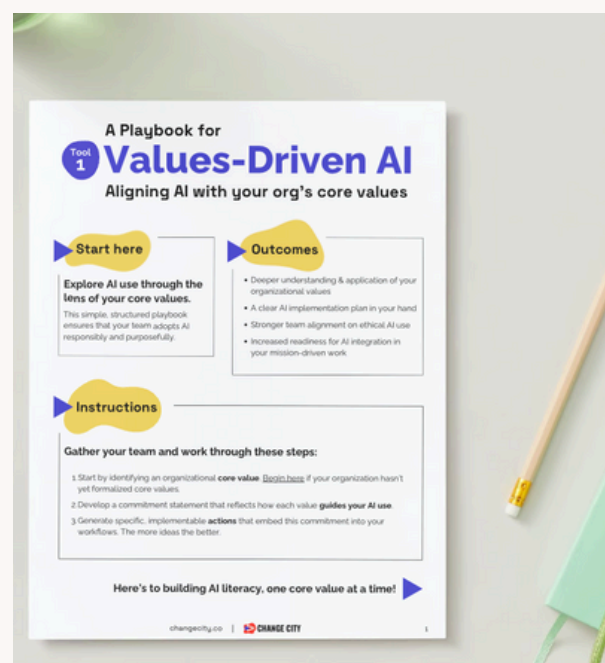 A Playbook for
Tool
1
Values-Driven AI
Aligning AI with your org's core values
Start here
Explore AI use through the
lens of your core values.
This simple, structured playbook
ensures that your team adopts AI
responsibly and purposefully.
Outcomes
• Deeper understanding & application of your
organizational values
• A clear AI implementation plan in your hand
• Stronger team alignment on ethical AI use
• Increased readiness for AI integration in
your mission-driven work
Instructions
Gather your team and work through these steps:
1. Start by identifying an organizational core value. Begin here if your organization hasn't
yet formalized core values.
2. Develop a commitment statement that reflects how each value guides your AI use.
3. Generate specific, implementable actions that embed this commitment into your
workflows. The more ideas the better.
Here's to building AI literacy, one core value at a time!
changecity.co | CHANGE CITY
1